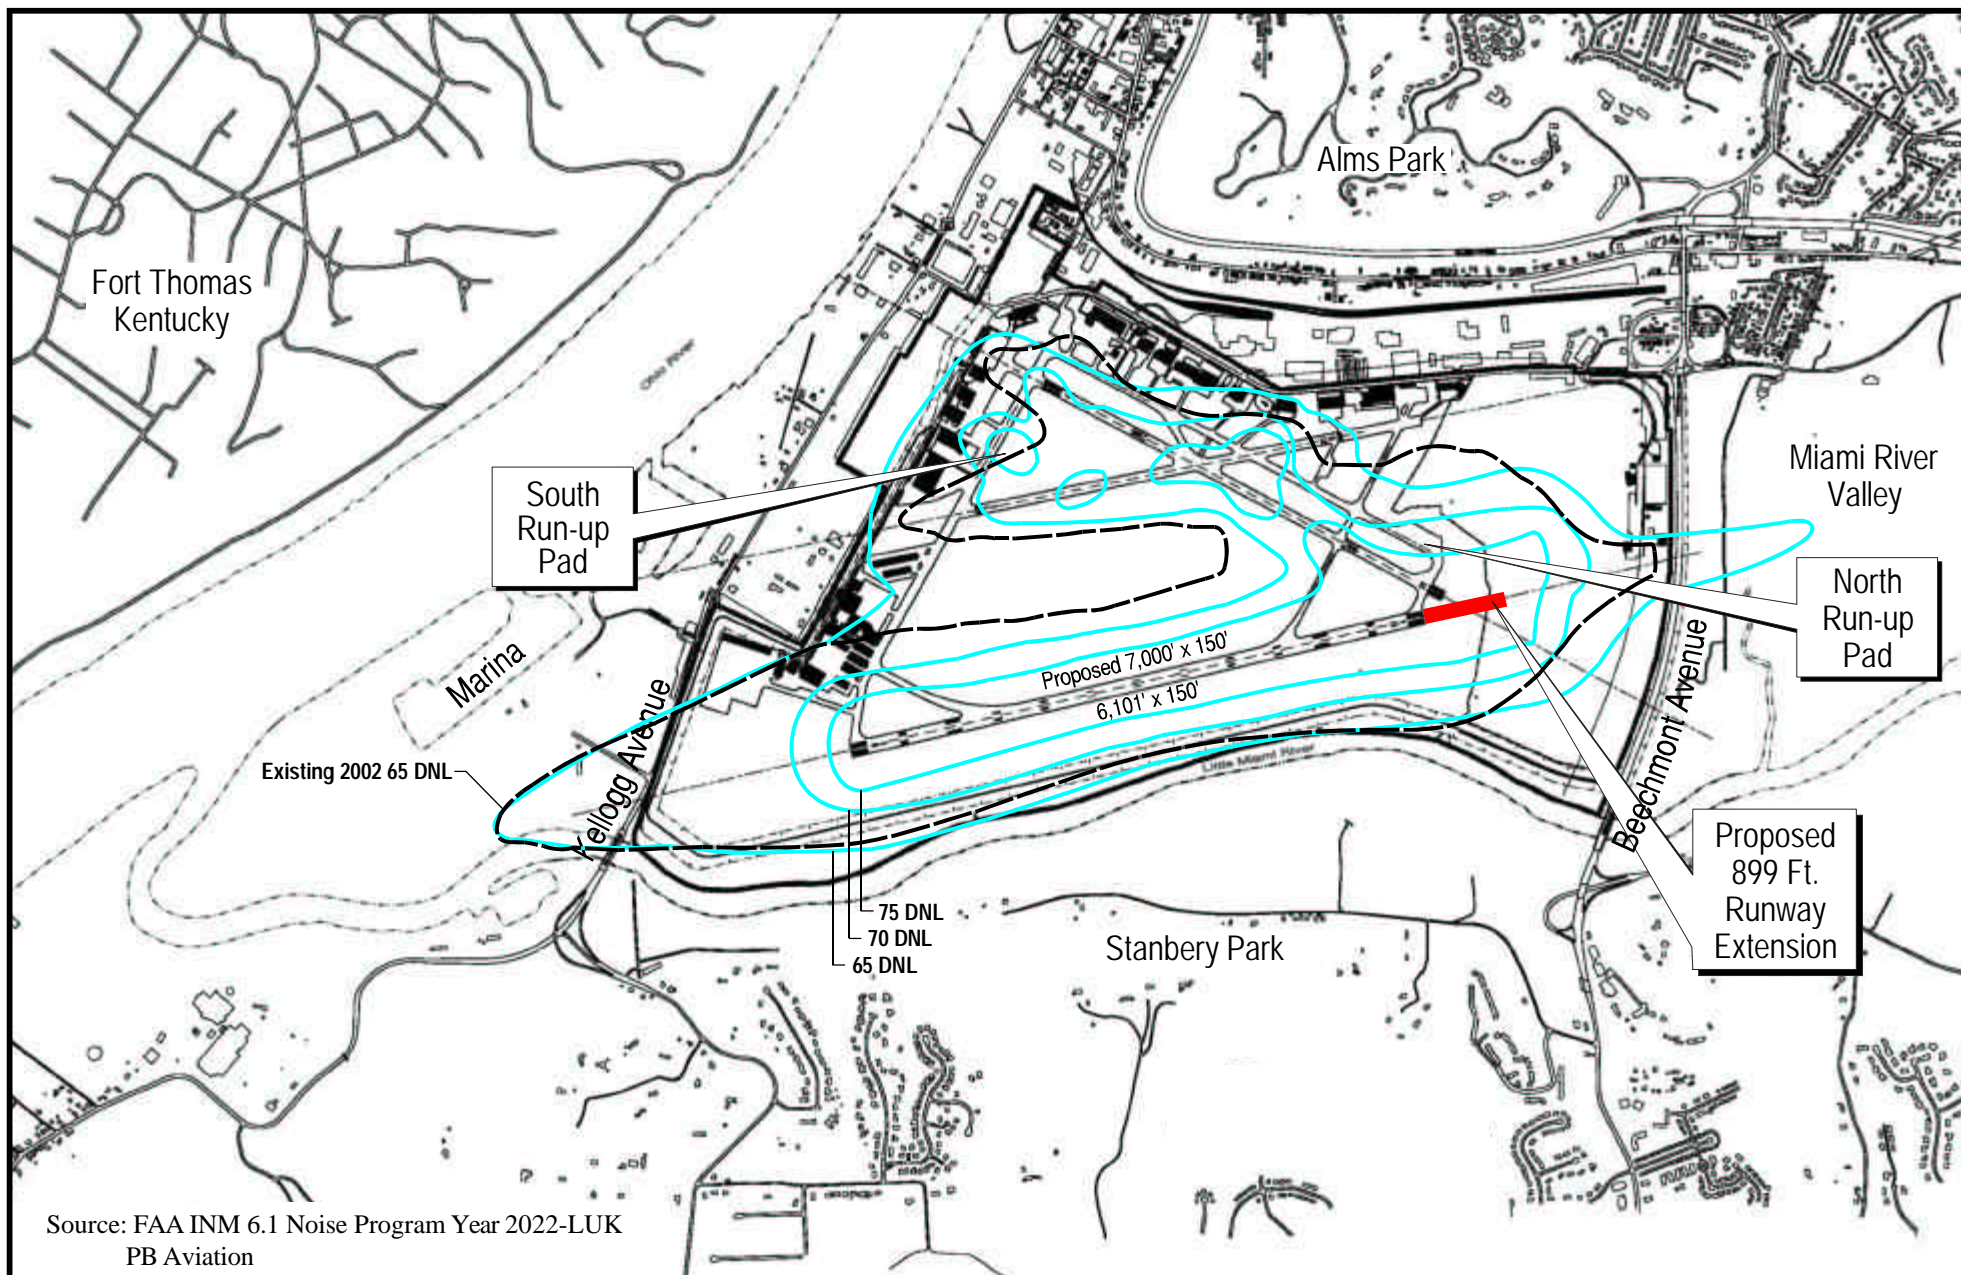 Alms Park
Fort Thomas
Kentucky
Ohio River
Miami River
Valley
South
Run-up
Pad
North
Run-up
Pad
Marina
Proposed 7,000' x 150'
6,101' x 150'
Kellogg Avenue
Beechmont Avenue
Existing 2002 65 DNL
Little Miami River
Proposed
899 Ft.
Runway
Extension
75 DNL
70 DNL
65 DNL
Stanbery Park
Source: FAA INM 6.1 Noise Program Year 2022-LUK
PB Aviation